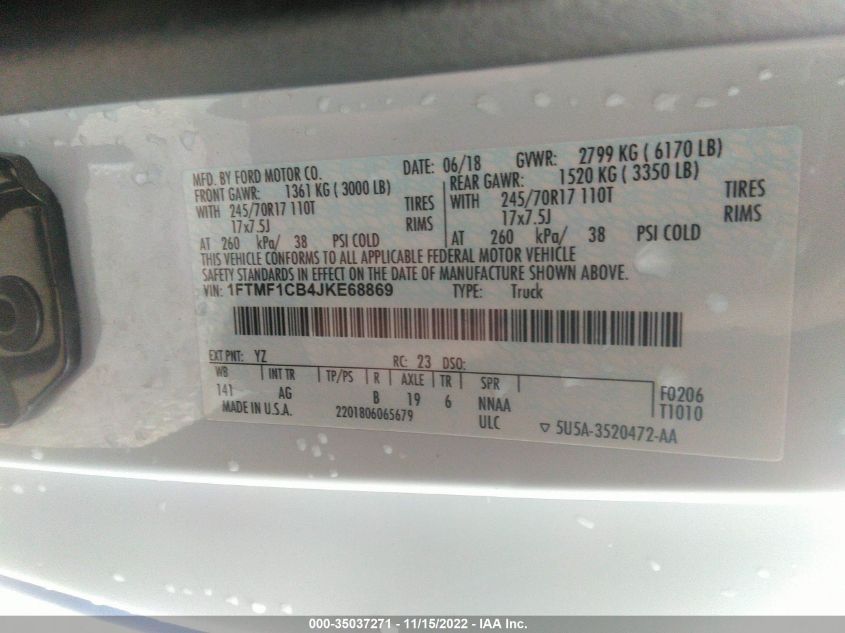 MFD. BY FORD MOTOR CO. DATE: 06/18 GVWR: 2799 KG ( 6170 LB)
FRONT GAWR: 1361 KG ( 3000 LB) REAR GAWR: 1520 KG ( 3350 LB)
WITH 245/70R17 110T TIRES WITH 245/70R17 110T TIRES
17x7.5J RIMS 17x7.5J RIMS
AT 260 kPa/ 38 PSI COLD AT 260 kPa/ 38 PSI COLD
THIS VEHICLE CONFORMS TO ALL APPLICABLE FEDERAL MOTOR VEHICLE
SAFETY STANDARDS IN EFFECT ON THE DATE OF MANUFACTURE SHOWN ABOVE.
VIN: 1FTMF1CB4JKE68869 TYPE: Truck
EXT PNT: YZ RC: 23 DSO:
WB INT TR TP/PS R AXLE TR SPR
141 AG B 19 6 NNAA F0206
MADE IN U.S.A. 2201806065679 ULC T1010
▽ 5U5A-3520472-AA
000-35037271 - 11/15/2022 - IAA Inc.